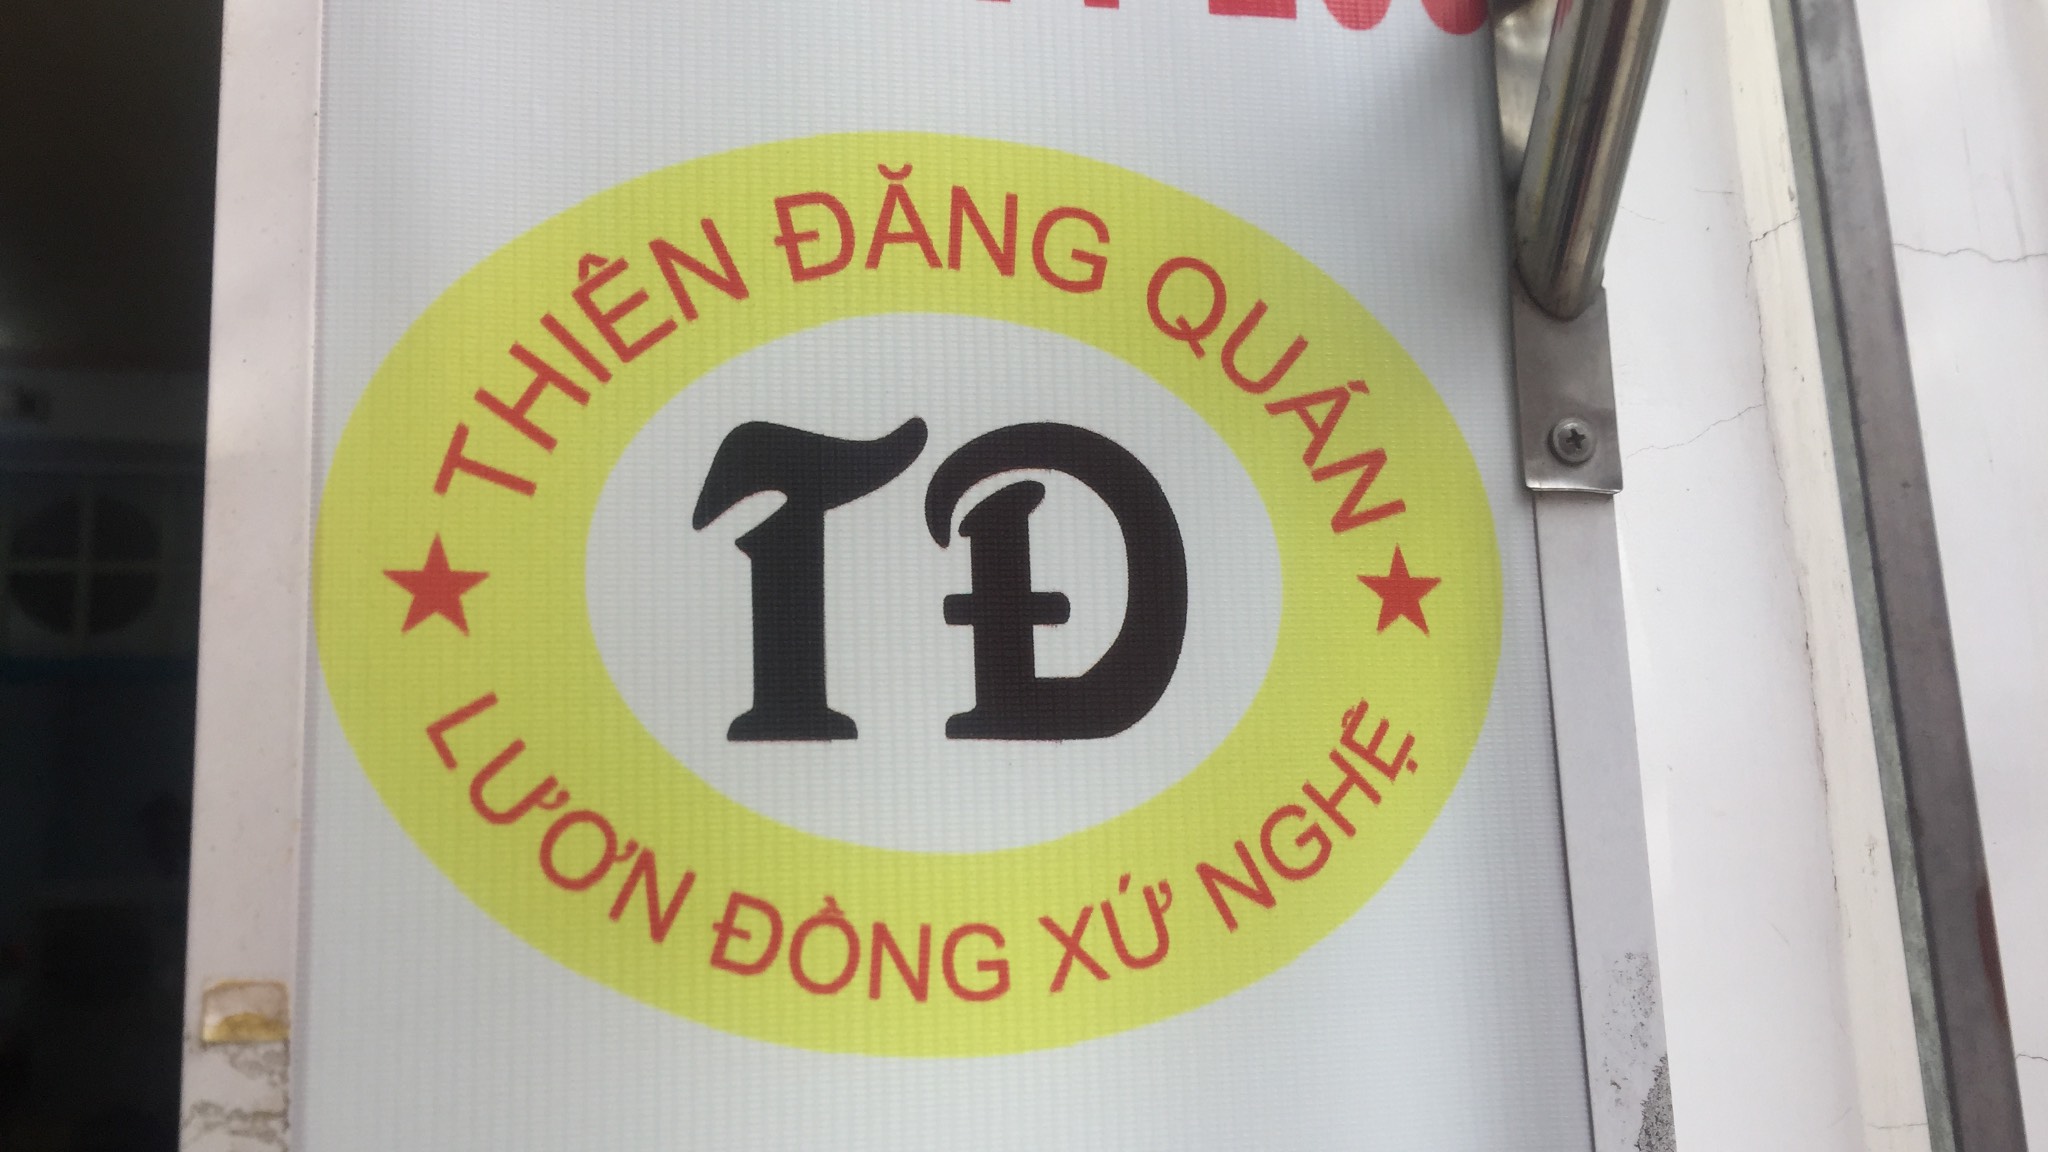 THIÊN ĐĂNG QUÁN
TĐ
LƯƠN ĐỒNG XỨ NGHỆ